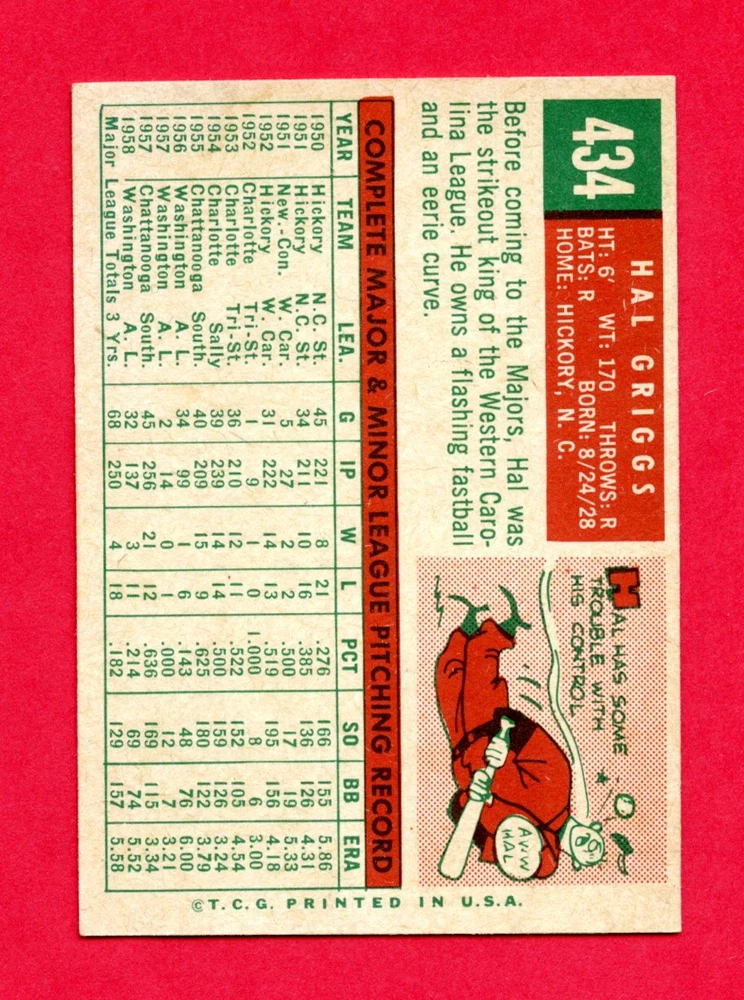 434
HAL GRIGGS
HT: 6' WT: 170 THROWS: R
BATS: R BORN: 8/24/28
HOME: HICKORY, N. C.
Before coming to the Majors, Hal was
the strikeout king of the Western Caro-
lina League. He owns a flashing fastball
and an eerie curve.
HAL HAS SOME
TROUBLE WITH
HIS CONTROL
AW
HAL
COMPLETE MAJOR & MINOR LEAGUE PITCHING RECORD
YEAR TEAM LEA. G IP W L PCT SO BB ERA
1950 Hickory N.C. St. 45 221 8 21 .276 166 155 5.86
1951 Hickory N.C. St. 34 211 10 16 .385 136 126 4.31
1951 New.-Con. W. Car. 5 27 2 2 .500 17 19 5.33
1952 Hickory W. Car. 31 222 14 13 .519 195 156 4.18
1952 Charlotte Tri-St. 1 9 1 0 1.000 8 6 3.00
1953 Charlotte Tri-St. 36 210 12 11 .522 152 105 4.54
1954 Charlotte Sally 39 239 14 14 .500 159 126 3.24
1955 Chattanooga South. 40 209 15 9 .625 180 122 3.79
1956 Washington A. L. 34 99 1 6 .143 48 76 6.00
1957 Washington A. L. 2 14 0 1 .000 12 7 3.21
1957 Chattanooga South. 45 256 21 12 .636 169 115 3.34
1958 Washington A. L. 32 137 3 11 .214 69 74 5.52
Major League Totals 3 Yrs. 68 250 4 18 .182 129 157 5.58
©T.C.G. PRINTED IN U.S.A.